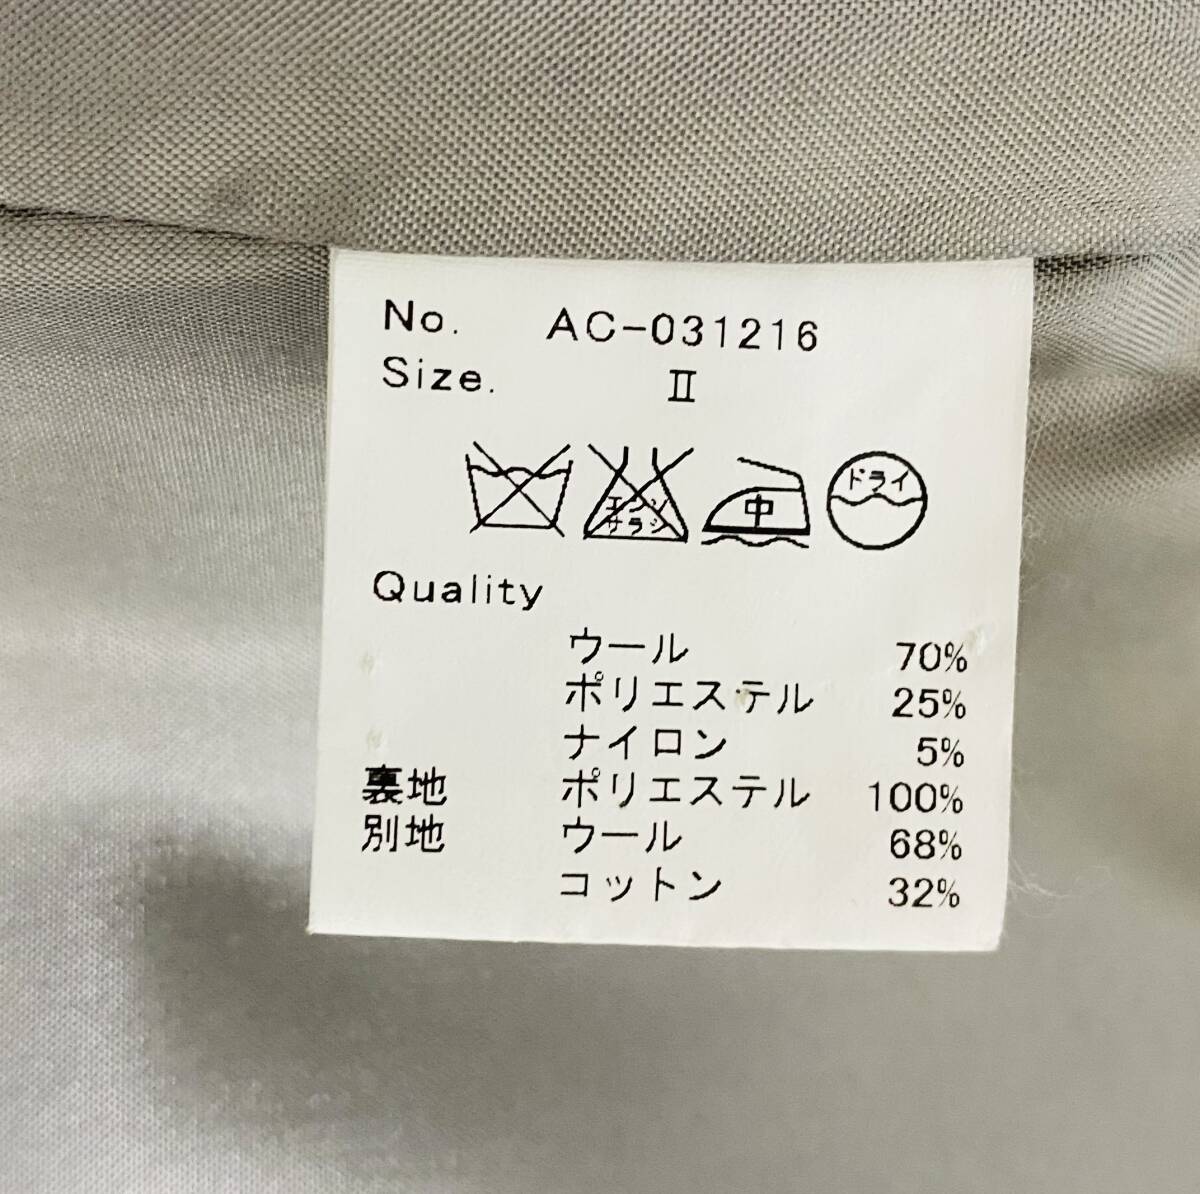 No. AC-031216
Size. Ⅱ
エンソ
サラシ
中
ドライ
Quality
ウール 70%
ポリエステル 25%
ナイロン 5%
裏地 ポリエステル 100%
別地 ウール 68%
コットン 32%